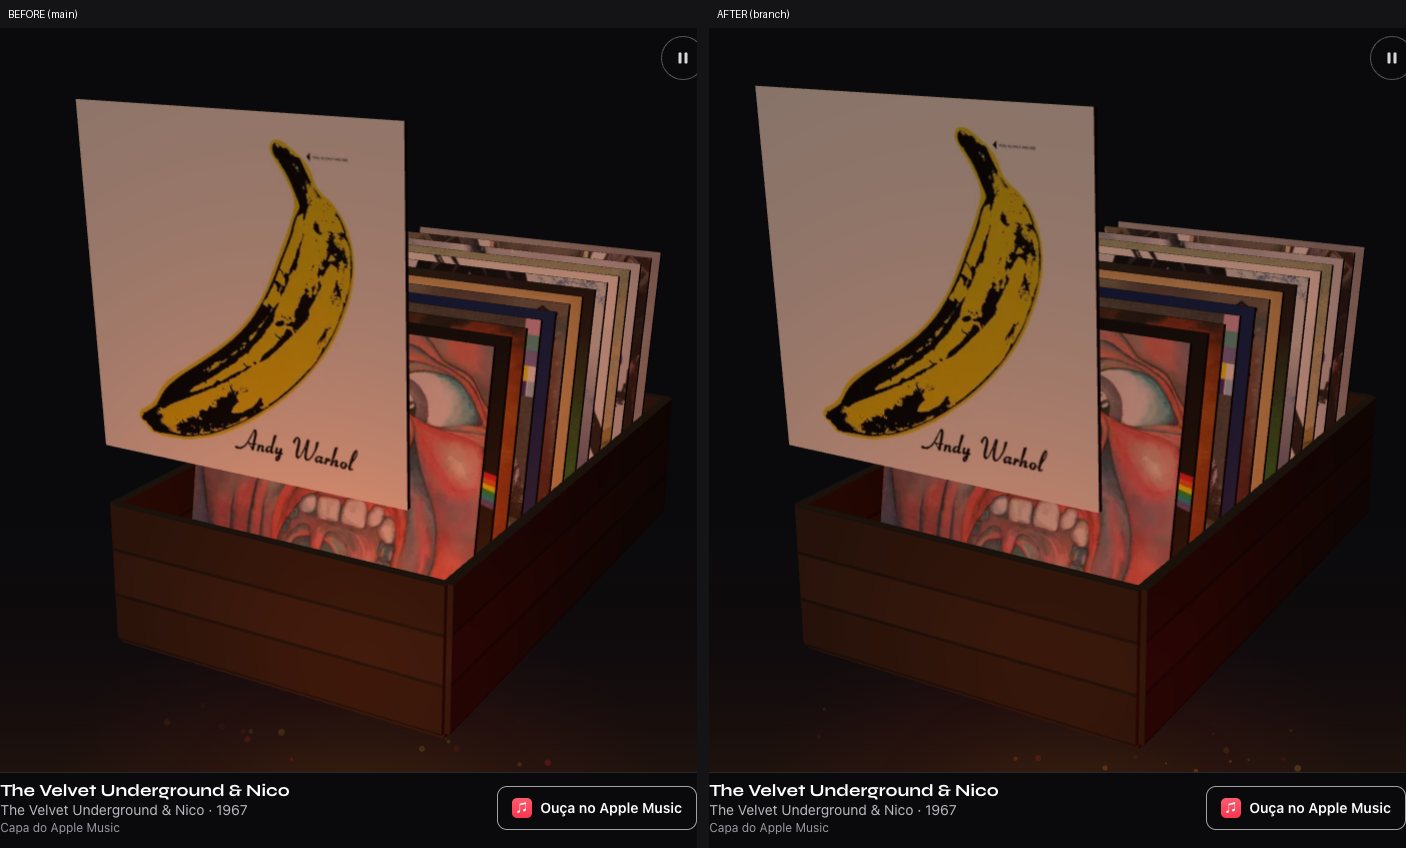 BEFORE (main)
AFTER (branch)
Andy Warhol
Andy Warhol
The Velvet Underground & Nico
The Velvet Underground & Nico · 1967
Capa do Apple Music
Ouça no Apple Music
The Velvet Underground & Nico
The Velvet Underground & Nico · 1967
Capa do Apple Music
Ouça no Apple Music